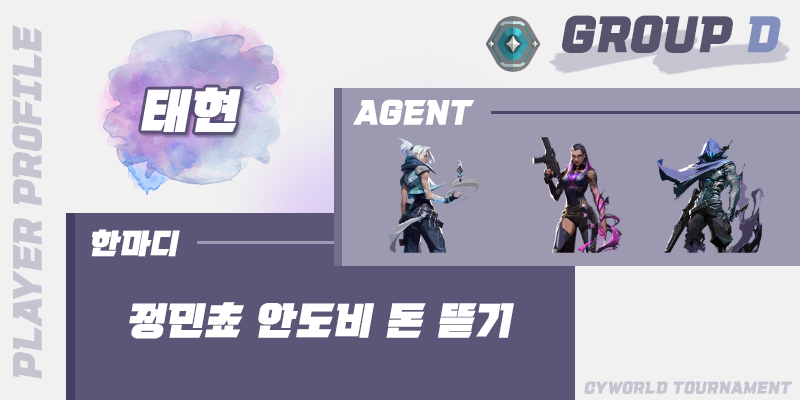 PLAYER PROFILE
태현
GROUP D
AGENT
한마디
정민쵸 안도비 돈 뜯기
CYWORLD TOURNAMENT